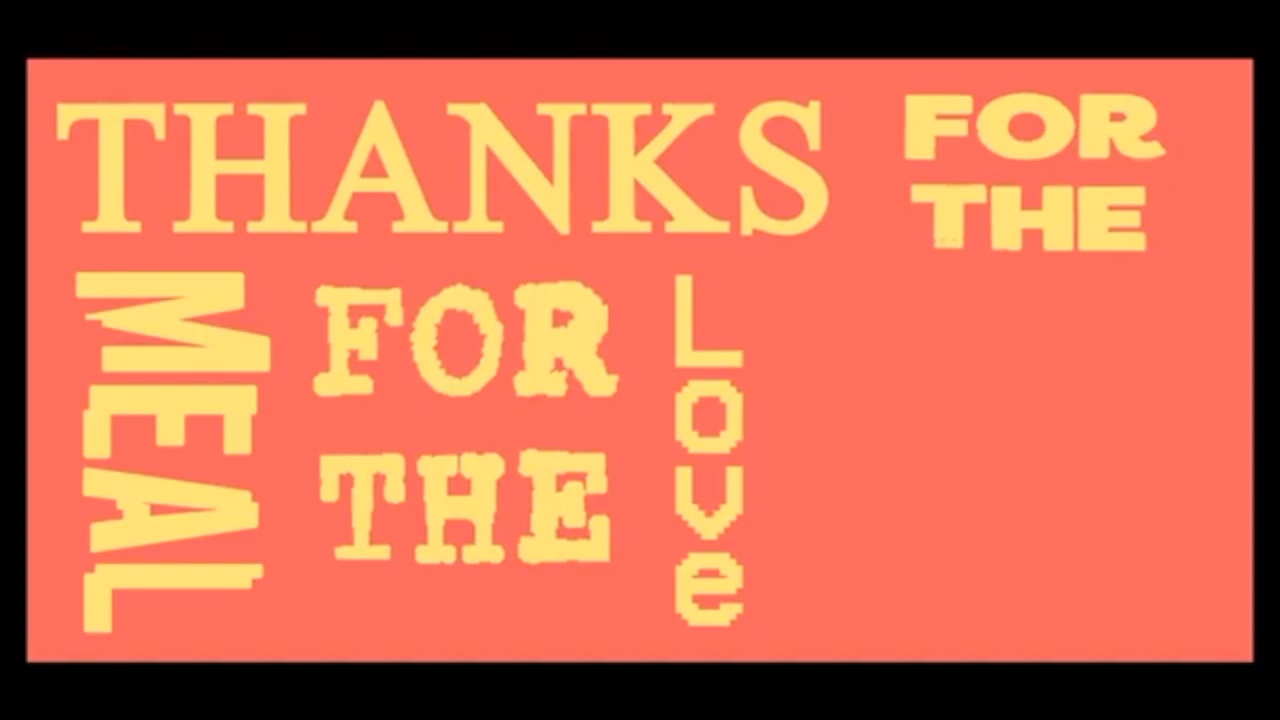 THANKS
FOR
THE
MEAL
FOR
THE
Love